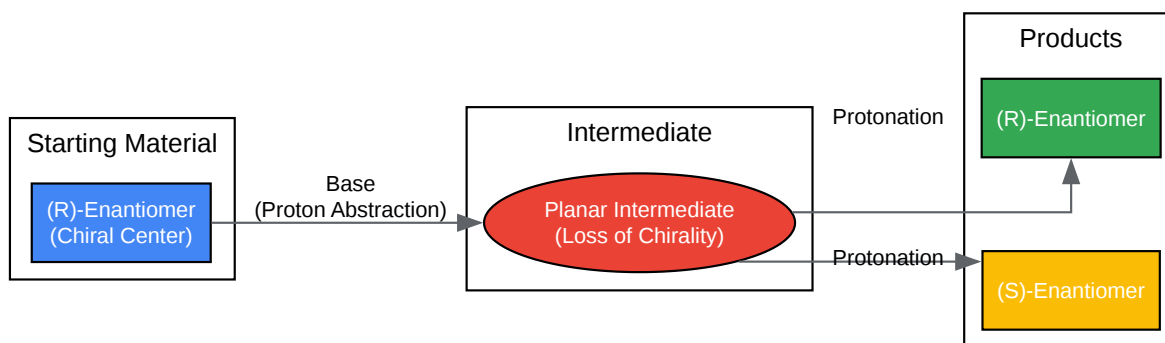 Starting Material
(R)-Enantiomer
(Chiral Center)
Base
(Proton Abstraction)
Intermediate
Planar Intermediate
(Loss of Chirality)
Protonation
Protonation
Products
(R)-Enantiomer
(S)-Enantiomer